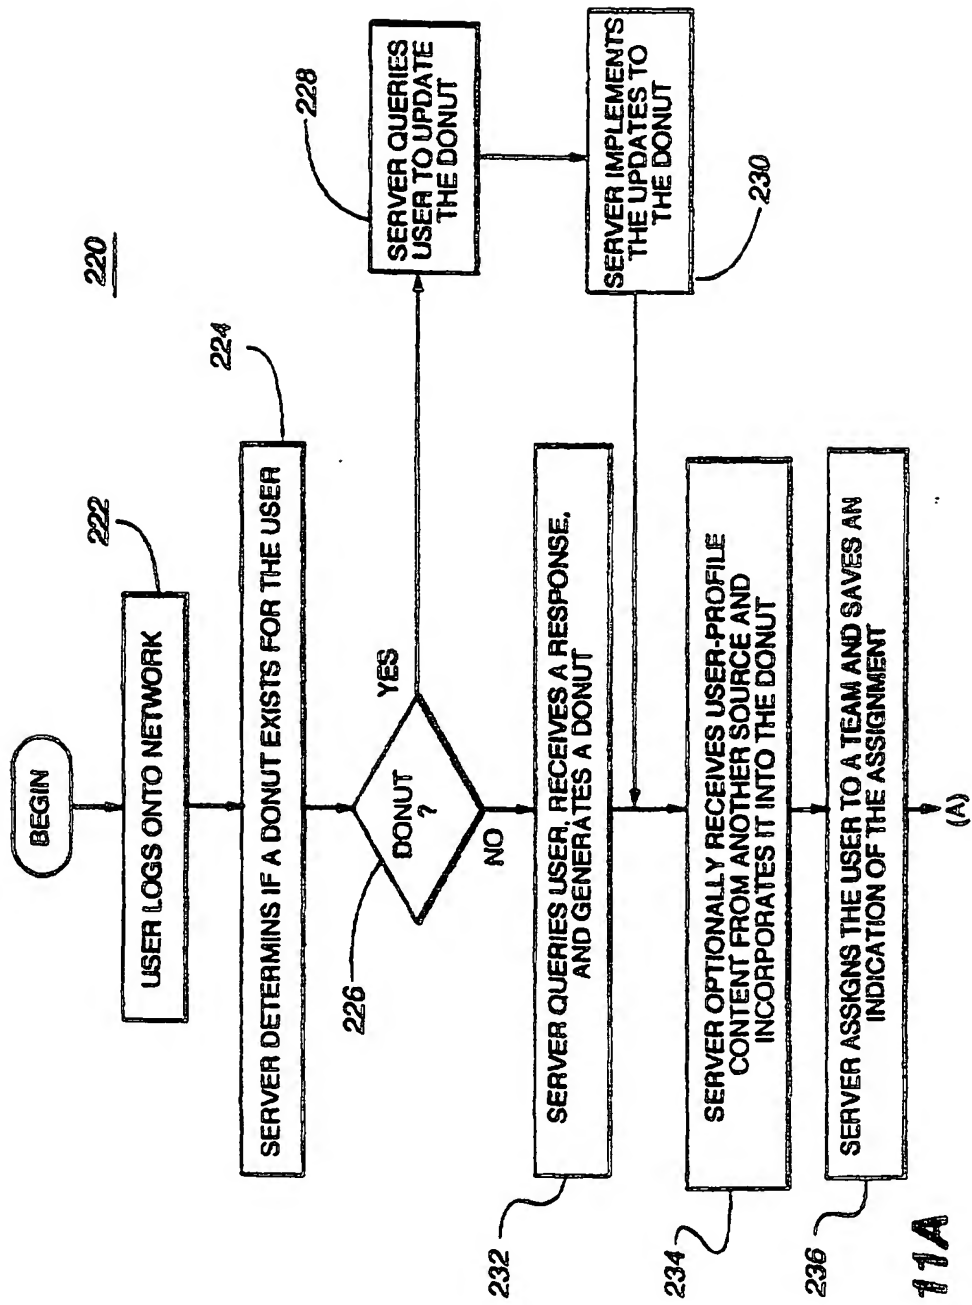 220
BEGIN
USER LOGS ONTO NETWORK
222
SERVER DETERMINS IF A DONUT EXISTS FOR THE USER
224
DONUT
?
226
YES
NO
SERVER QUERIES
USER TO UPDATE
THE DONUT
228
SERVER IMPLEMENTS
THE UPDATES TO
THE DONUT
230
SERVER QUERIES USER, RECEIVES A RESPONSE,
AND GENERATES A DONUT
232
SERVER OPTIONALLY RECEIVES USER-PROFILE
CONTENT FROM ANOTHER SOURCE AND
INCORPORATES IT INTO THE DONUT
234
SERVER ASSIGNS THE USER TO A TEAM AND SAVES AN
INDICATION OF THE ASSIGNMENT
236
(A)
11A